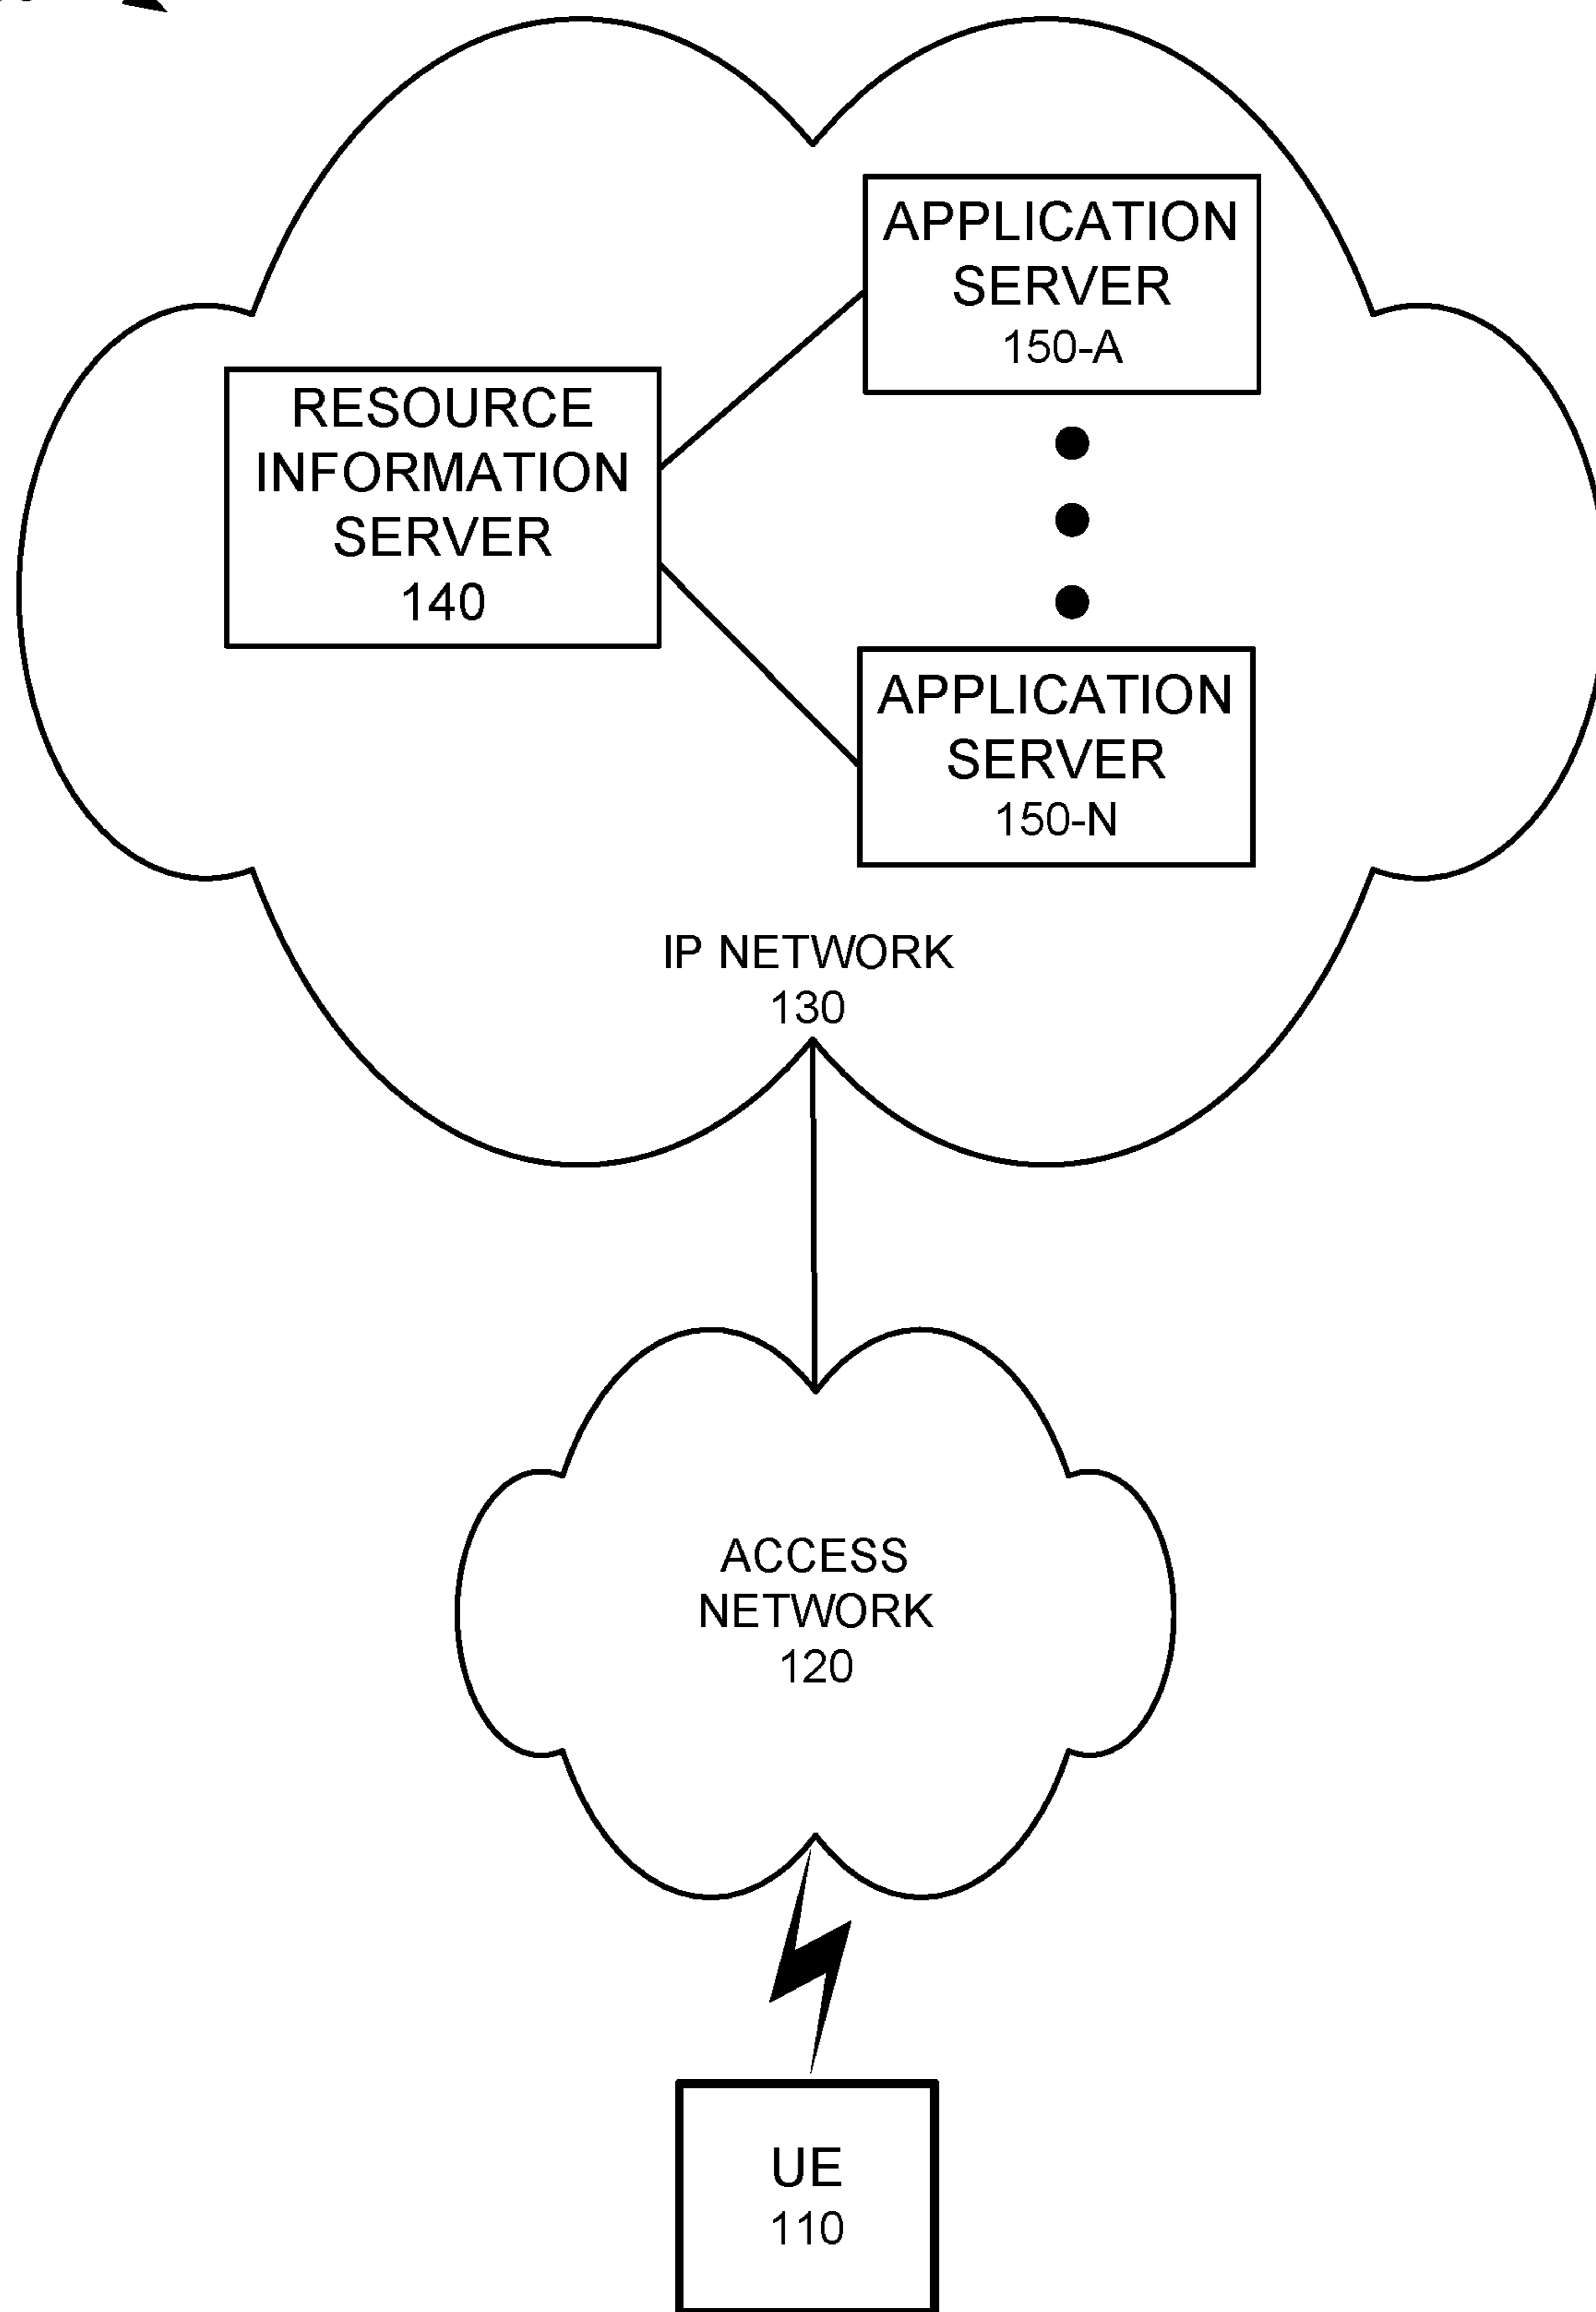 APPLICATION
SERVER
150-A
RESOURCE
INFORMATION
SERVER
140
APPLICATION
SERVER
150-N
IP NETWORK
130
ACCESS
NETWORK
120
UE
110